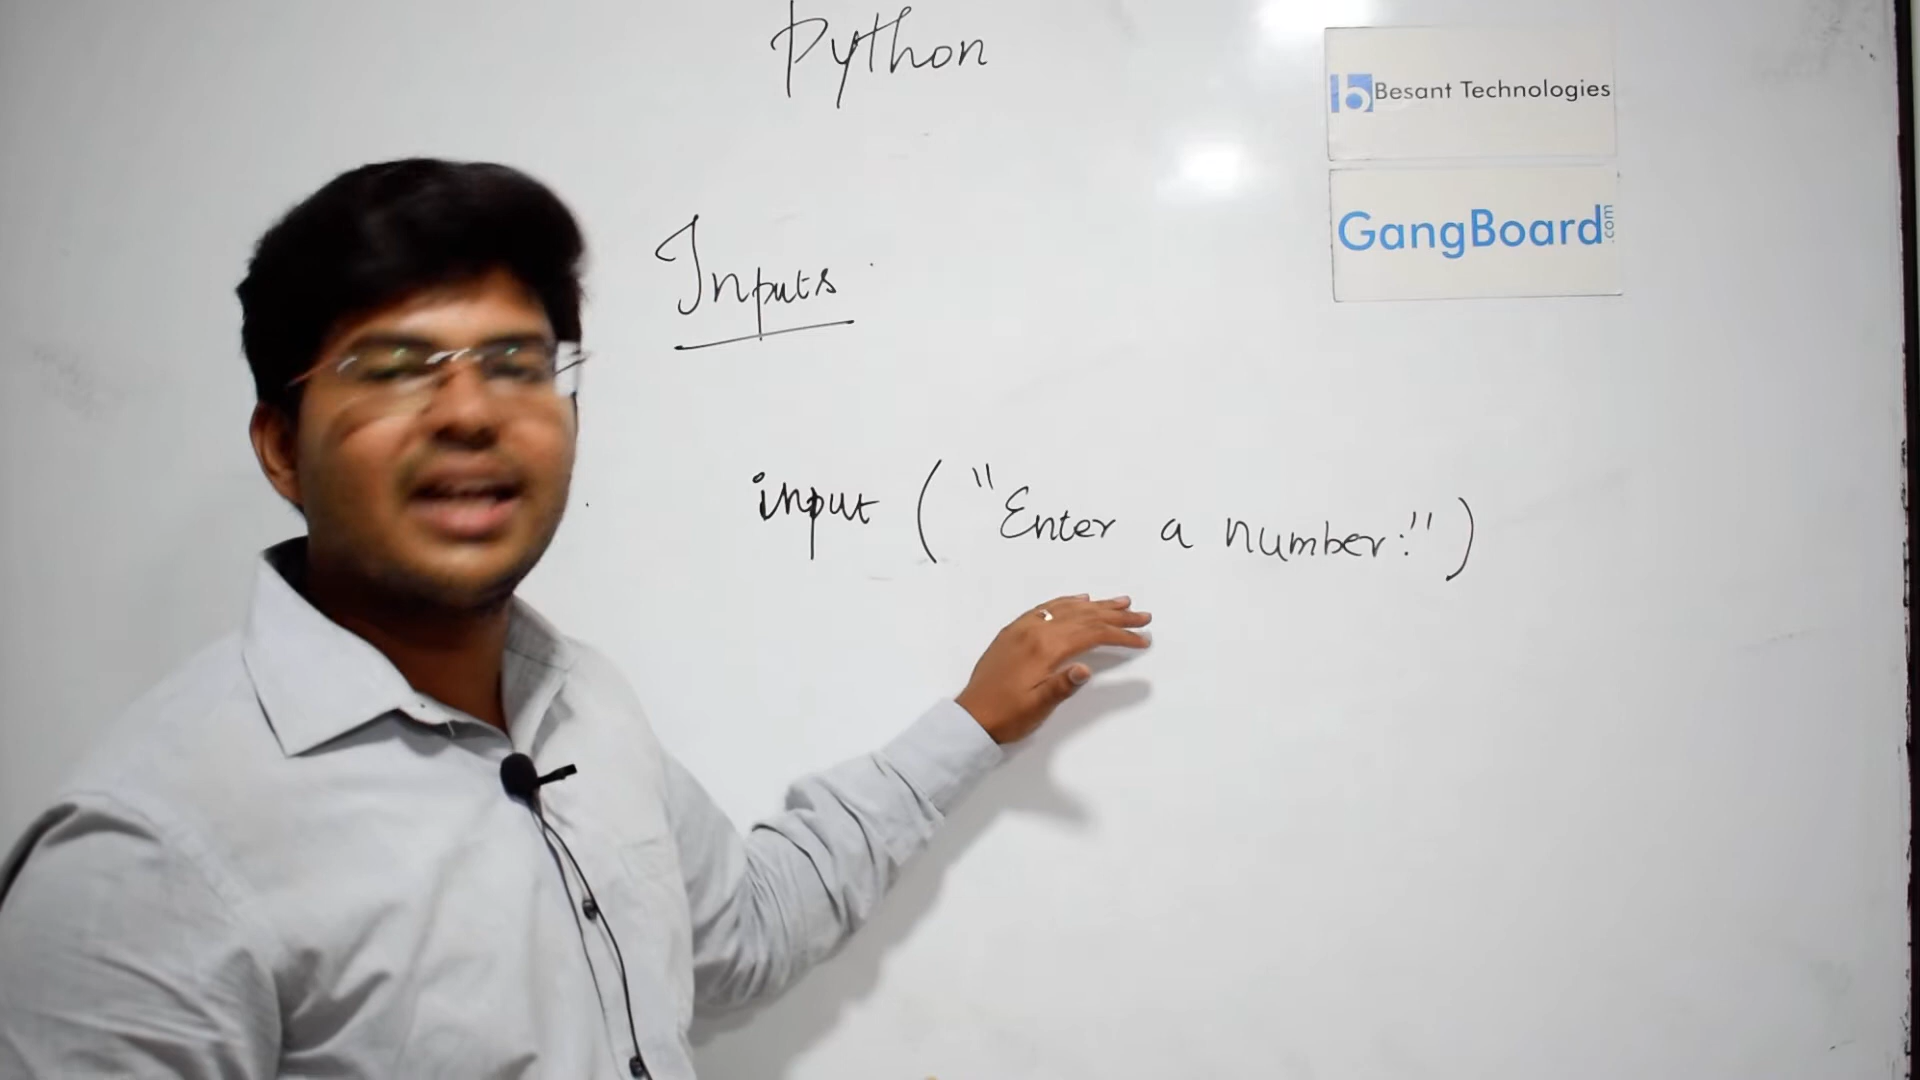 Python
Besant Technologies
GangBoard.com
Inputs
input ("Enter a number:")